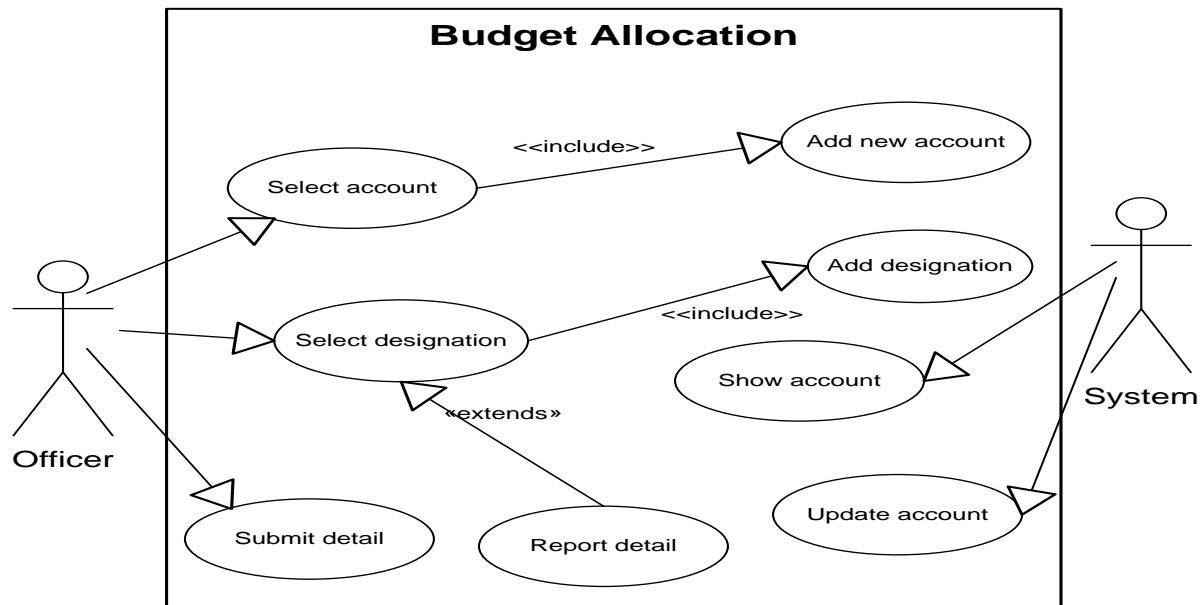 Budget Allocation
<<include>>
Add new account
Select account
Add designation
<<include>>
Select designation
Show account
System
«extends»
Officer
Update account
Submit detail
Report detail